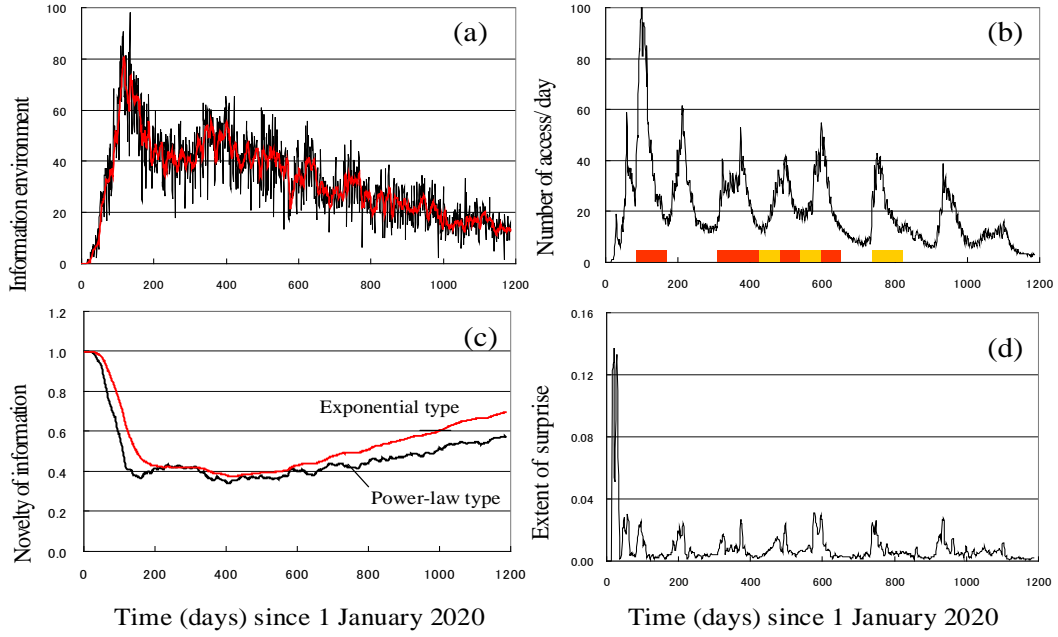 (a)
Information environment
100
80
60
40
20
0
0 200 400 600 800 1000 1200
(b)
Number of access/day
100
80
60
40
20
0
0 200 400 600 800 1000 1200
(c)
Novelty of information
1.2
1.0
0.8
0.6
0.4
0.2
0.0
Exponential type
Power-law type
0 200 400 600 800 1000 1200
Time (days) since 1 January 2020
(d)
Extent of surprise
0.16
0.12
0.08
0.04
0.00
0 200 400 600 800 1000 1200
Time (days) since 1 January 2020